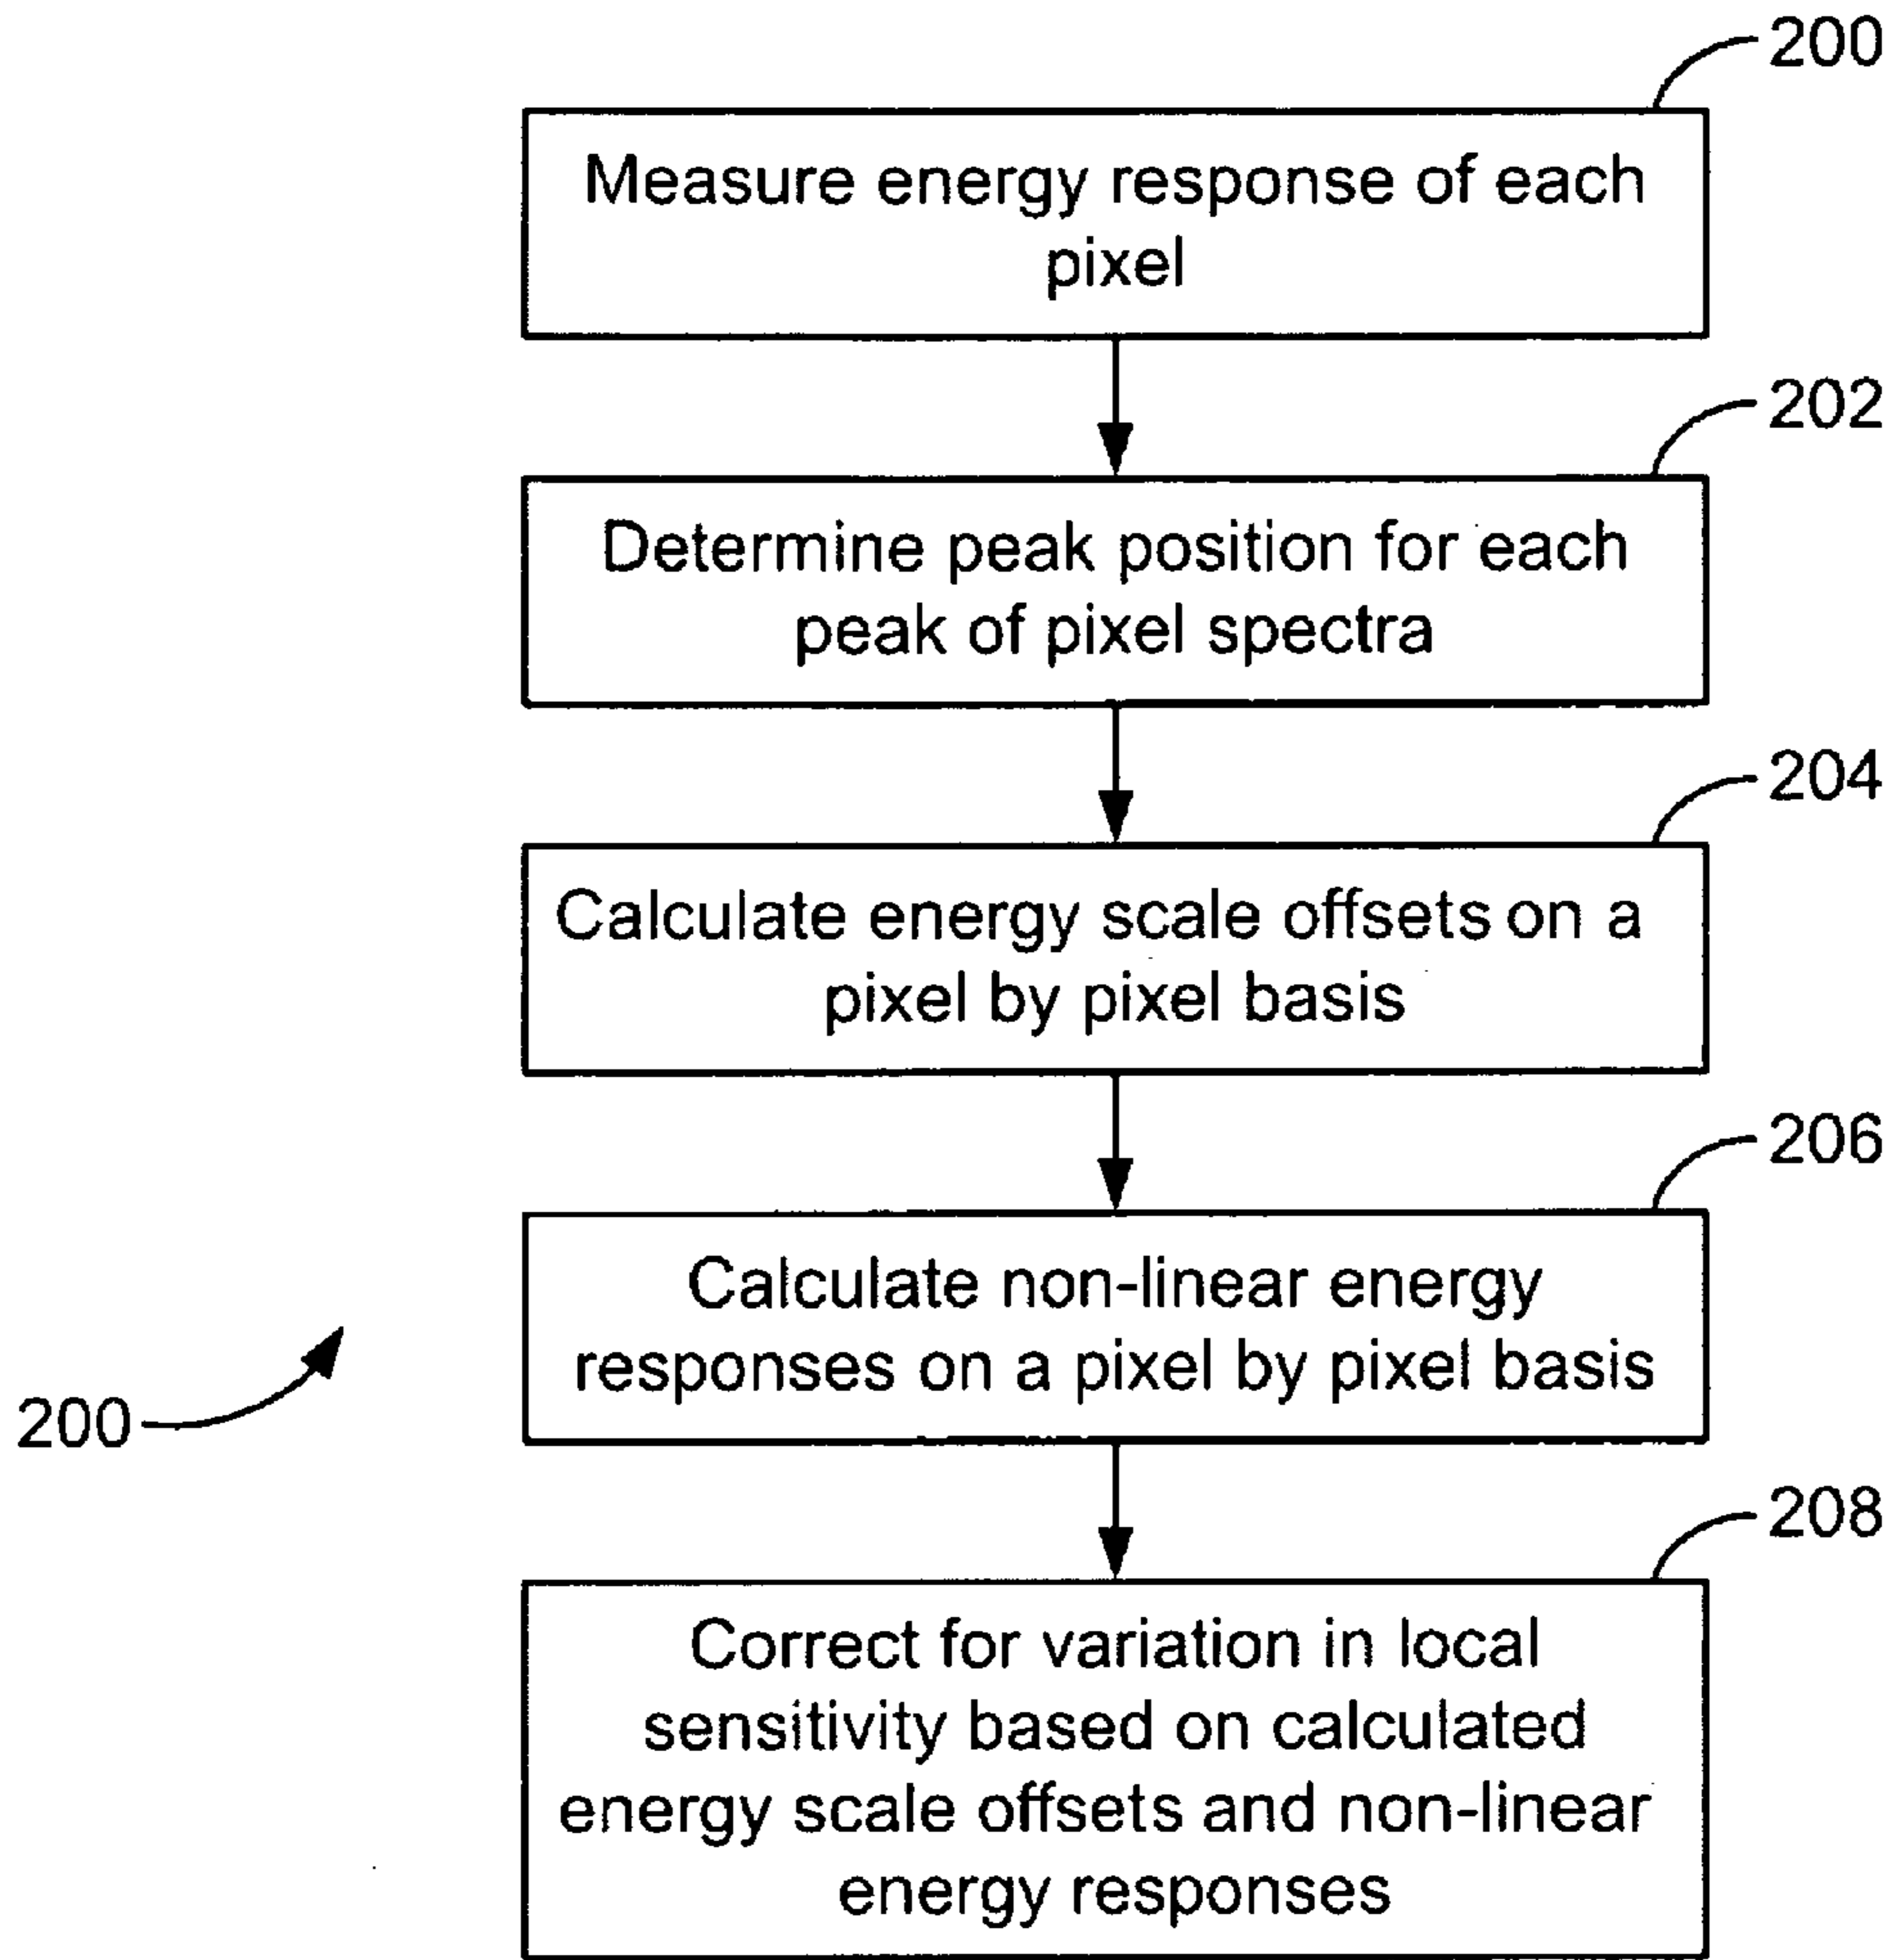 200
Measure energy response of each
pixel
202
Determine peak position for each
peak of pixel spectra
204
Calculate energy scale offsets on a
pixel by pixel basis
206
Calculate non-linear energy
responses on a pixel by pixel basis
200
208
Correct for variation in local
sensitivity based on calculated
energy scale offsets and non-linear
energy responses